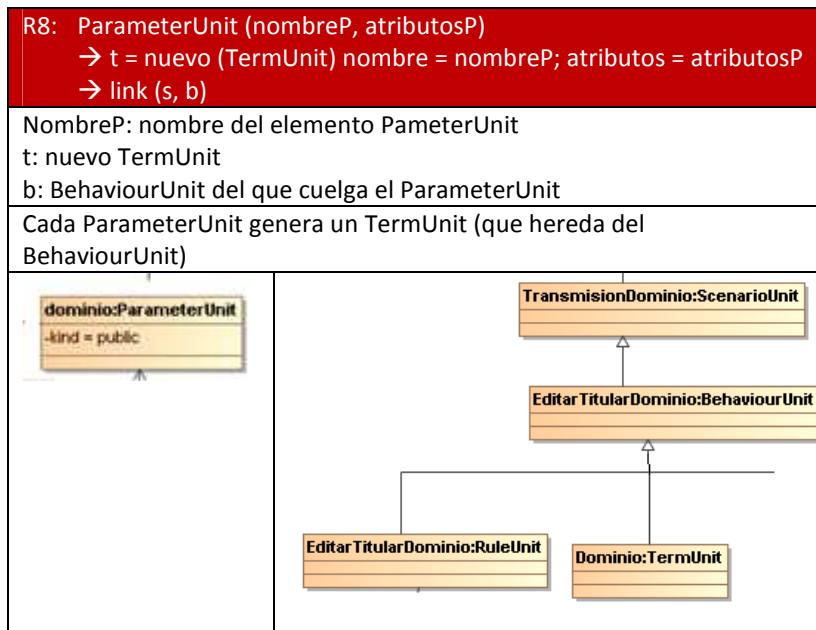 R8: ParameterUnit (nombreP, atributosP)
→ t = nuevo (TermUnit) nombre = nombreP; atributos = atributosP
→ link (s, b)
NombreP: nombre del elemento PameterUnit
t: nuevo TermUnit
b: BehaviourUnit del que cuelga el ParameterUnit
Cada ParameterUnit genera un TermUnit (que hereda del
BehaviourUnit)
dominio:ParameterUnit
-kind = public
TransmisionDominio:ScenarioUnit
EditarTitularDominio:BehaviourUnit
EditarTitularDominio:RuleUnit
Dominio:TermUnit